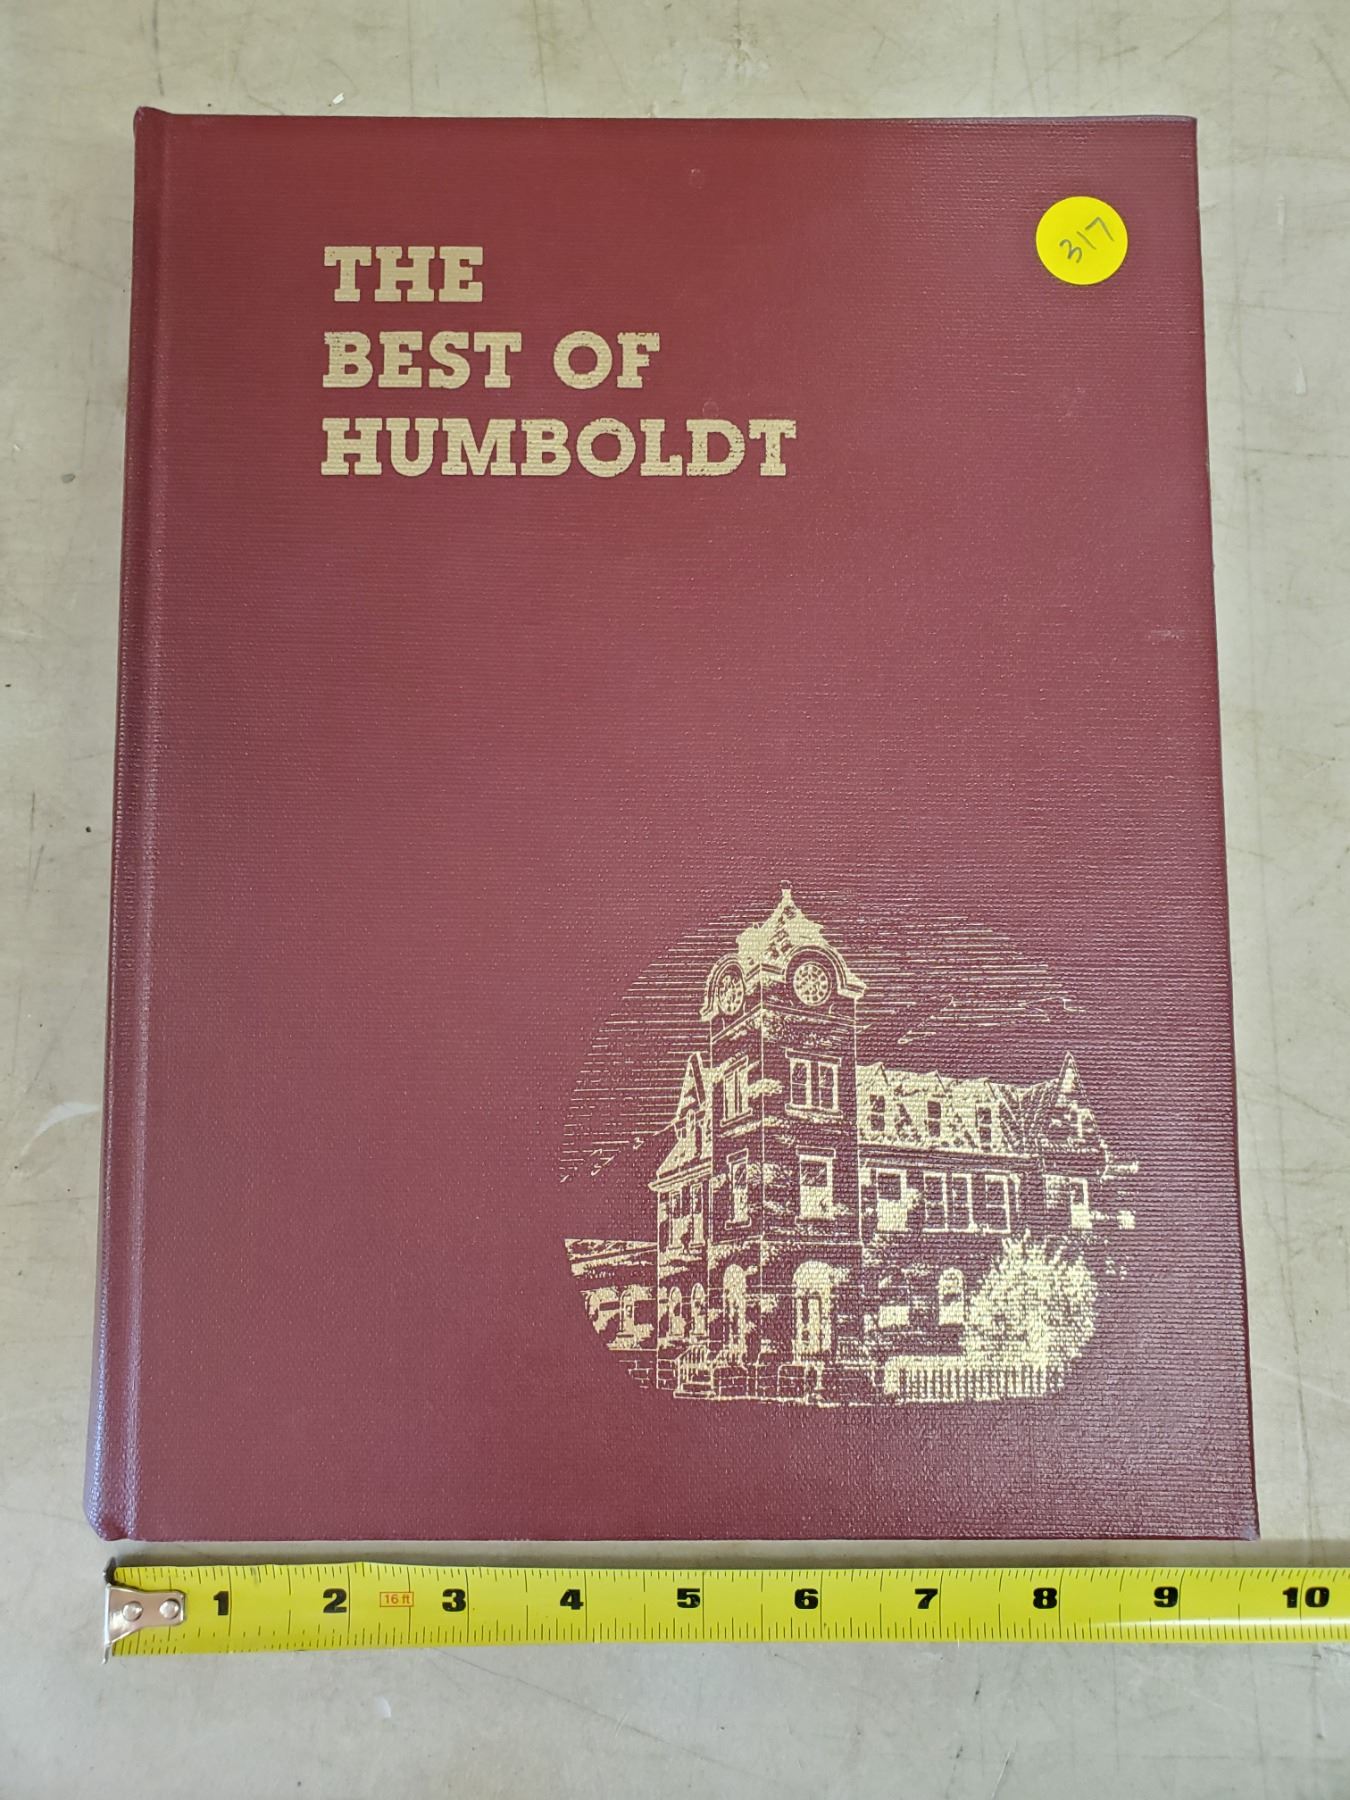 317
THE
BEST OF
HUMBOLDT
1 2 16 ft 3 4 5 6 7 8 9 10